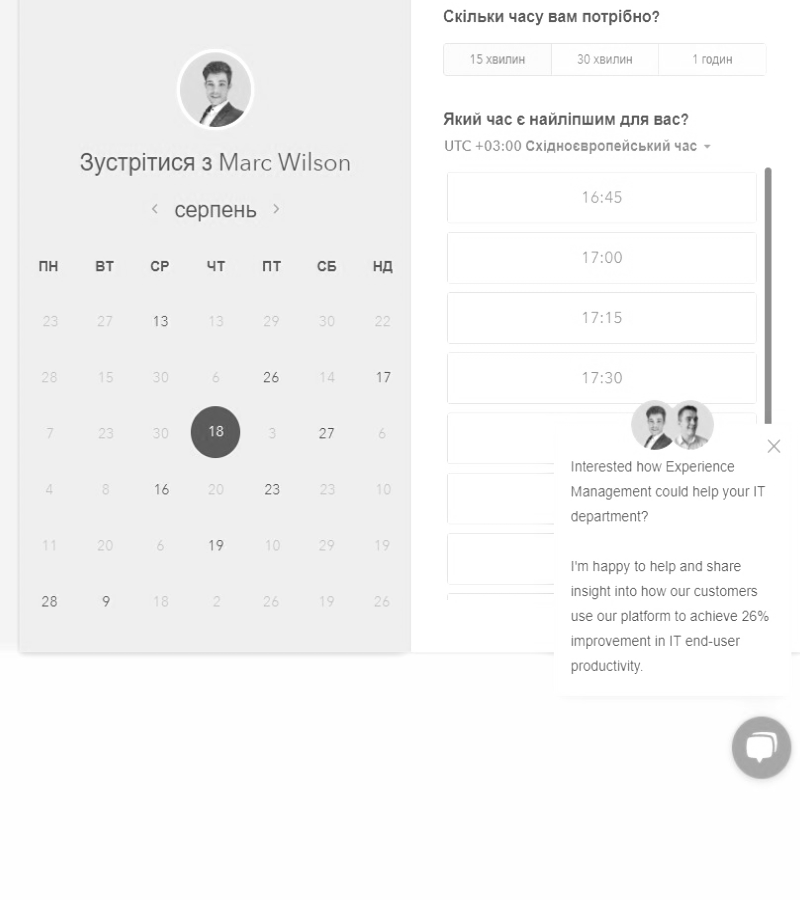 Зустрітися з Marc Wilson
серпень
ПН ВТ СР ЧТ ПТ СБ НД
23 27 13 13 29 30 22
28 15 30 6 26 14 17
7 23 30 18 3 27 6
4 8 16 20 23 23 10
11 20 6 19 10 29 19
28 9 18 2 26 19 26
Скільки часу вам потрібно?
15 хвилин 30 хвилин 1 годин
Який час є найліпшим для вас?
UTC +03:00 Східноєвропейський час
16:45
17:00
17:15
17:30
Interested how Experience
Management could help your IT
department?
I'm happy to help and share
insight into how our customers
use our platform to achieve 26%
improvement in IT end-user
productivity.